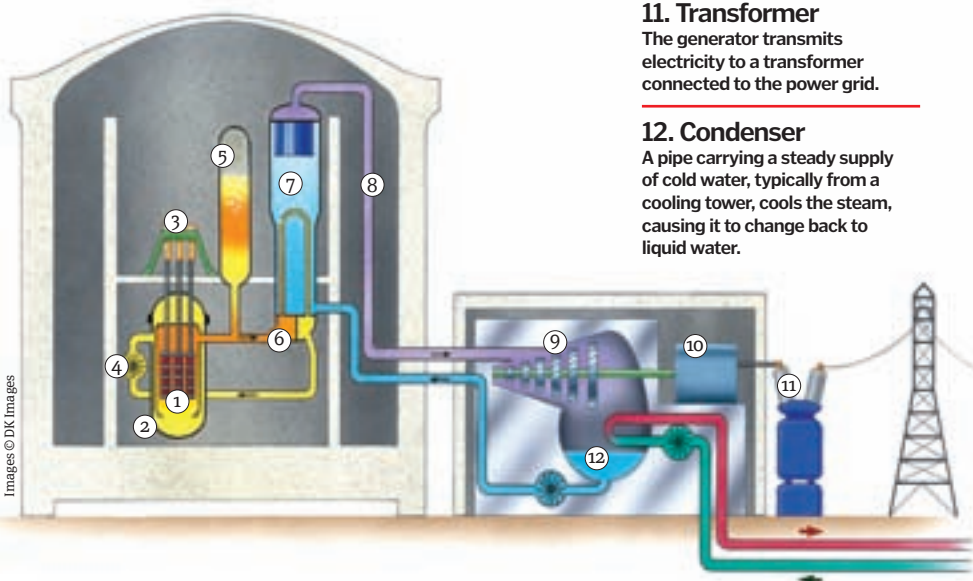 11. Transformer
The generator transmits
electricity to a transformer
connected to the power grid.
12. Condenser
A pipe carrying a steady supply
of cold water, typically from a
cooling tower, cools the steam,
causing it to change back to
liquid water.
5
7
8
3
9
10
6
4
11
1
2
12
Images © DK Images